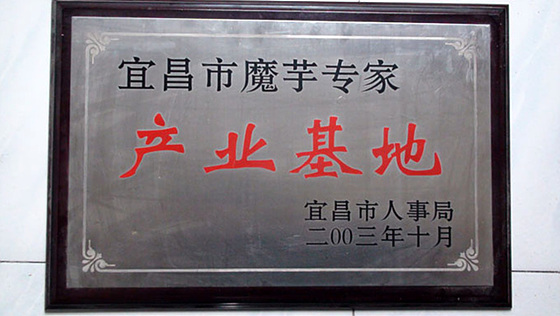 宜昌市魔芋专家
产业基地
宜昌市人事局
二00三年十月